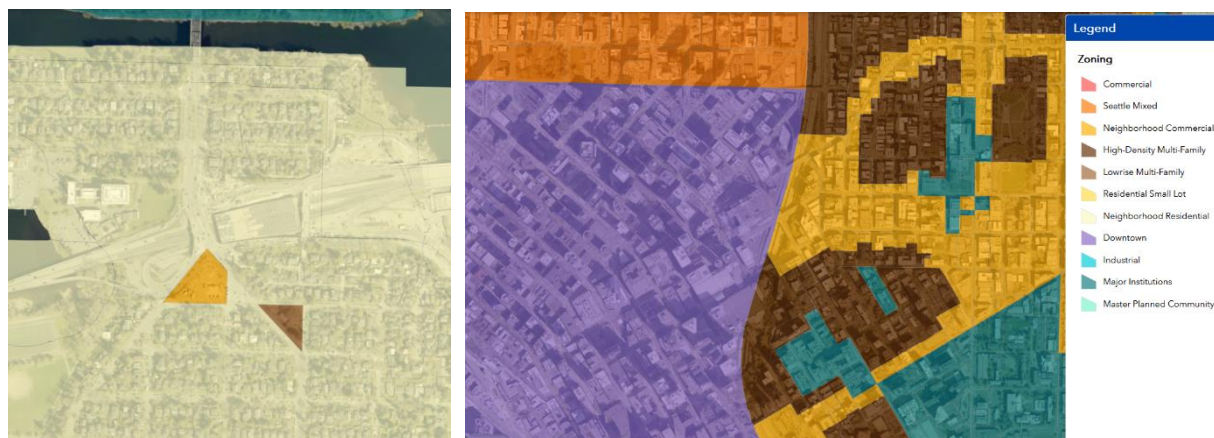 Legend
Zoning
Commercial
Seattle Mixed
Neighborhood Commercial
High-Density Multi-Family
Lowrise Multi-Family
Residential Small Lot
Neighborhood Residential
Downtown
Industrial
Major Institutions
Master Planned Community